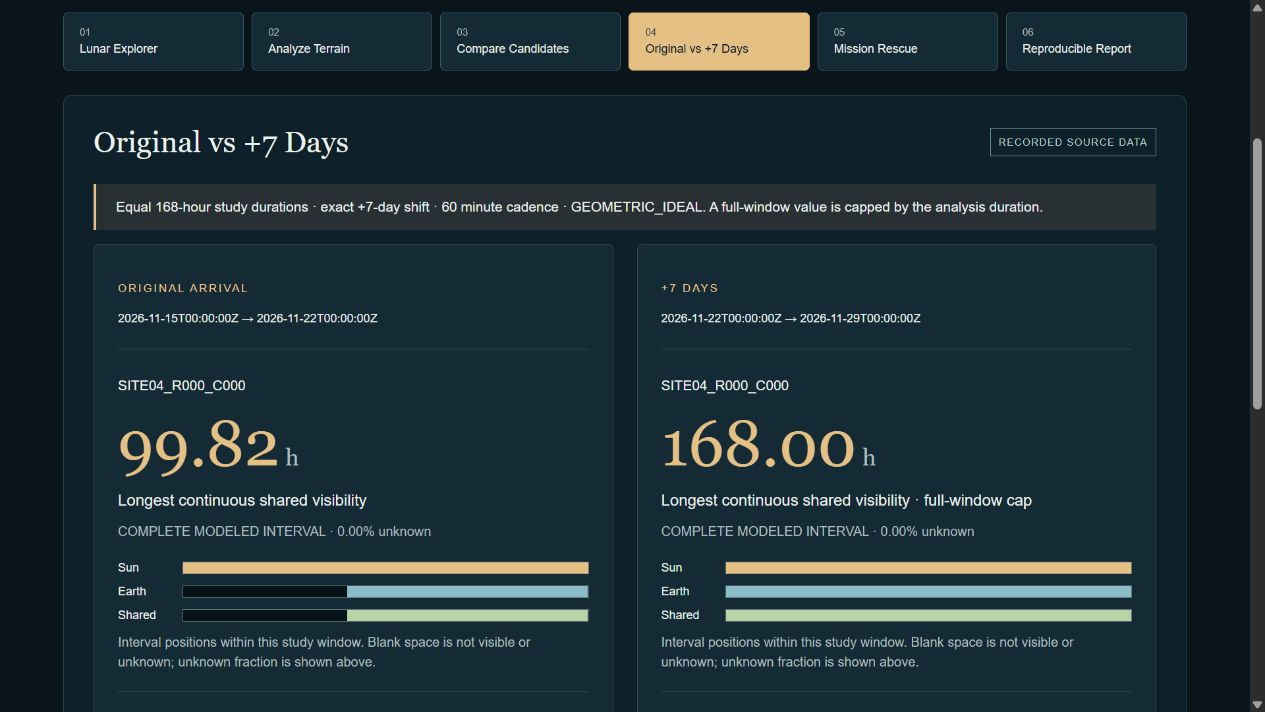 01
Lunar Explorer
02
Analyze Terrain
03
Compare Candidates
04
Original vs +7 Days
05
Mission Rescue
06
Reproducible Report
Original vs +7 Days
RECORDED SOURCE DATA
Equal 168-hour study durations · exact +7-day shift · 60 minute cadence · GEOMETRIC_IDEAL. A full-window value is capped by the analysis duration.
ORIGINAL ARRIVAL
2026-11-15T00:00:00Z → 2026-11-22T00:00:00Z
SITE04_R000_C000
99.82 h
Longest continuous shared visibility
COMPLETE MODELED INTERVAL · 0.00% unknown
Sun
Earth
Shared
Interval positions within this study window. Blank space is not visible or
unknown; unknown fraction is shown above.
+7 DAYS
2026-11-22T00:00:00Z → 2026-11-29T00:00:00Z
SITE04_R000_C000
168.00 h
Longest continuous shared visibility · full-window cap
COMPLETE MODELED INTERVAL · 0.00% unknown
Sun
Earth
Shared
Interval positions within this study window. Blank space is not visible or
unknown; unknown fraction is shown above.